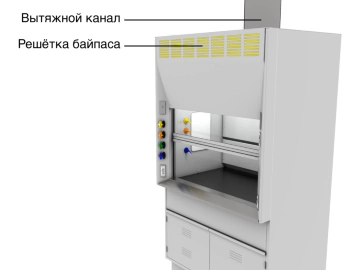 Вытяжной канал
Решётка байпаса